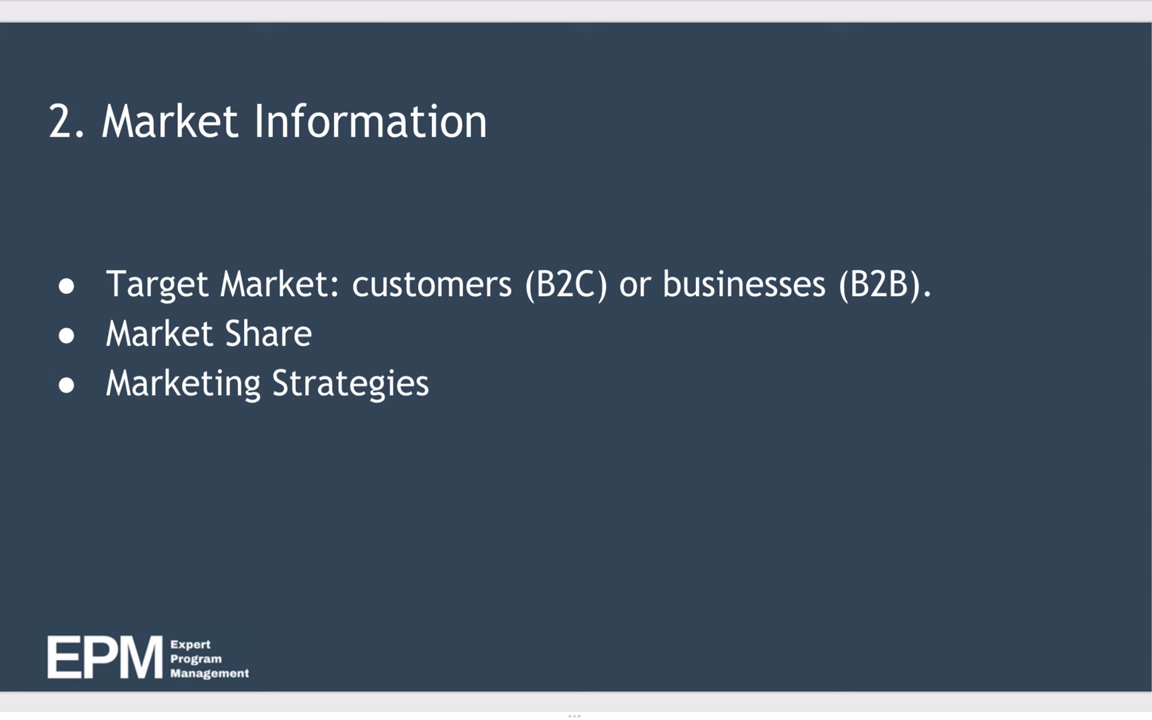 2. Market Information
● Target Market: customers (B2C) or businesses (B2B).
● Market Share
● Marketing Strategies
EPM
Expert
Program
Management